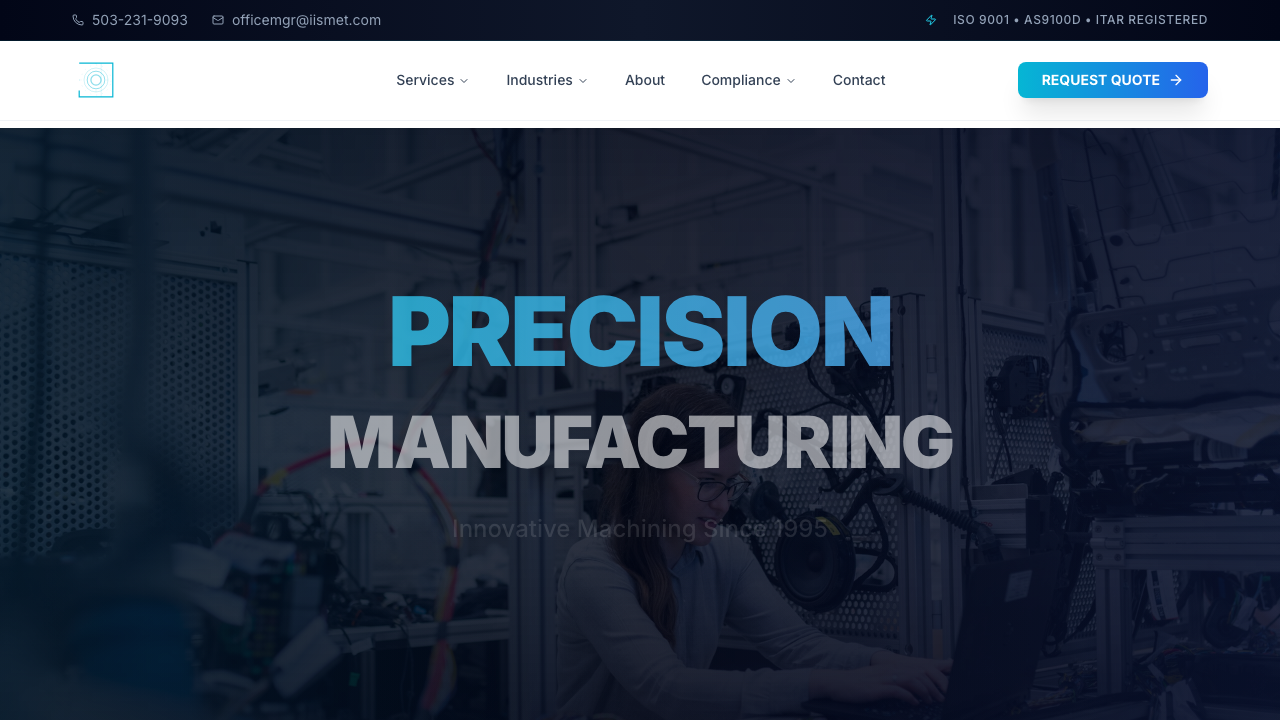 503-231-9093
officemgr@iismet.com
ISO 9001 • AS9100D • ITAR REGISTERED
Services
Industries
About
Compliance
Contact
REQUEST QUOTE
PRECISION
MANUFACTURING
Innovative Machining Since 1995